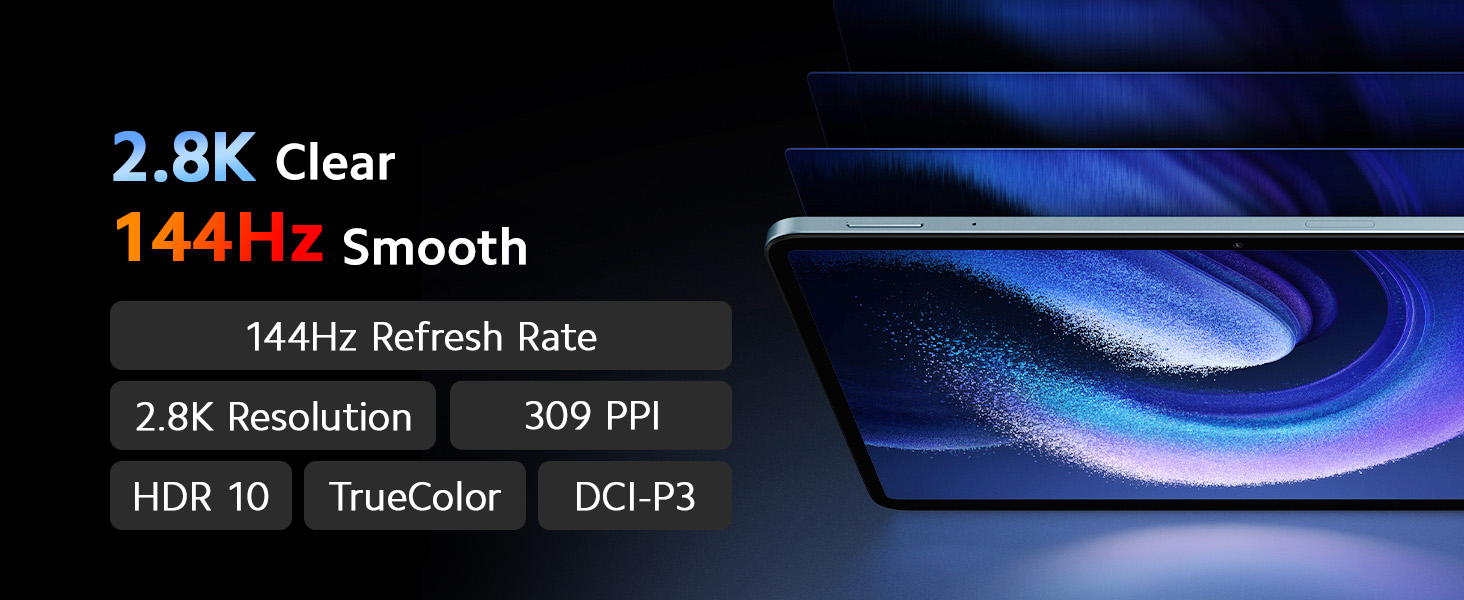 2.8K Clear
144Hz Smooth
144Hz Refresh Rate
2.8K Resolution 309 PPI
HDR 10 TrueColor DCI-P3